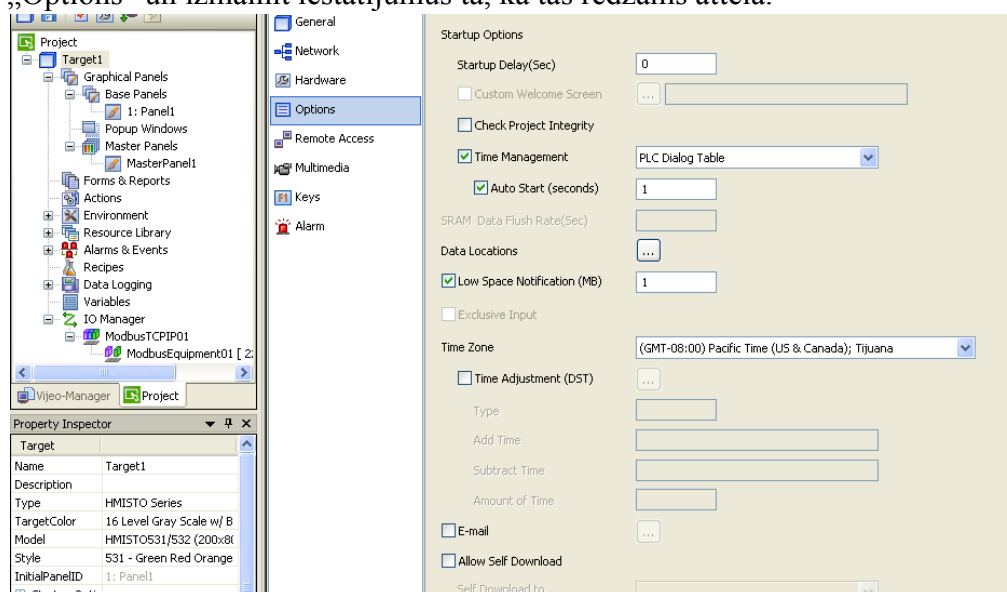 „Options" un izmainīt iestatījumus tā, kā tas redzams attēlā.
Project
Target1
Graphical Panels
Base Panels
1: Panel1
Popup Windows
Master Panels
MasterPanel1
Forms & Reports
Actions
Environment
Resource Library
Alarms & Events
Recipes
Data Logging
Variables
IO Manager
ModbusTCPIP01
ModbusEquipment01 [ 2:
Vijeo-Manager
Project
Property Inspector
Target
Name Target1
Description
Type HMISTO Series
TargetColor 16 Level Gray Scale w/ B
Model HMISTO531/532 (200x8(
Style 531 - Green Red Orange
InitialPanelID 1: Panel1
General
Network
Hardware
Options
Remote Access
Multimedia
F1 Keys
Alarm
Startup Options
Startup Delay(Sec) 0
Custom Welcome Screen ...
Check Project Integrity
Time Management PLC Dialog Table
Auto Start (seconds) 1
SRAM Data Flush Rate(Sec)
Data Locations ...
Low Space Notification (MB) 1
Exclusive Input
Time Zone (GMT-08:00) Pacific Time (US & Canada); Tijuana
Time Adjustment (DST) ...
Type
Add Time
Subtract Time
Amount of Time
E-mail ...
Allow Self Download
Self Download to